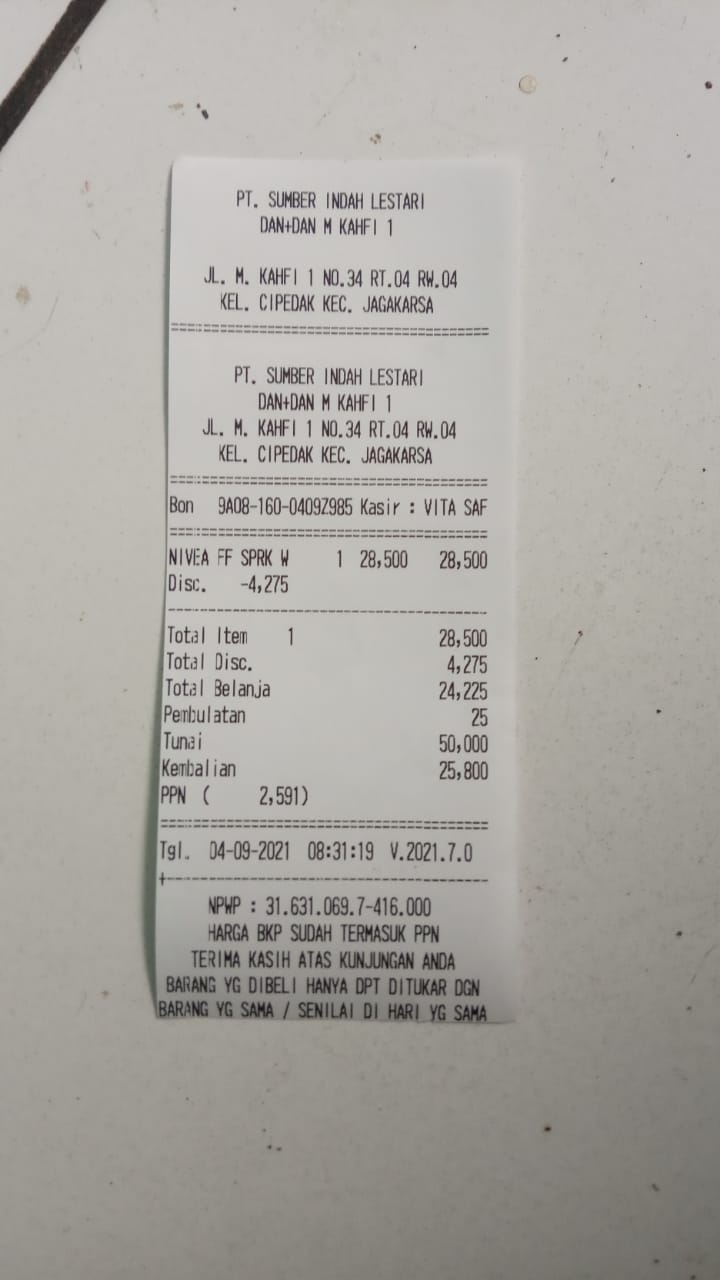 PT. SUMBER INDAH LESTARI
DAN+DAN M KAHFI 1
JL. M. KAHFI 1 NO.34 RT.04 RW.04
KEL. CIPEDAK KEC. JAGAKARSA
================================
PT. SUMBER INDAH LESTARI
DAN+DAN M KAHFI 1
JL. M. KAHFI 1 NO.34 RT.04 RW.04
KEL. CIPEDAK KEC. JAGAKARSA
================================
Bon 9A08-160-0409Z985 Kasir : VITA SAF
================================
NIVEA FF SPRK W 1 28,500 28,500
Disc. -4,275
--------------------------------
Total Item 1 28,500
Total Disc. 4,275
Total Belanja 24,225
Pembulatan 25
Tunai 50,000
Kembalian 25,800
PPN ( 2,591)
================================
Tgl. 04-09-2021 08:31:19 V.2021.7.0
+-------------------------------
NPWP : 31.631.069.7-416.000
HARGA BKP SUDAH TERMASUK PPN
TERIMA KASIH ATAS KUNJUNGAN ANDA
BARANG YG DIBELI HANYA DPT DITUKAR DGN
BARANG YG SAMA / SENILAI DI HARI YG SAMA